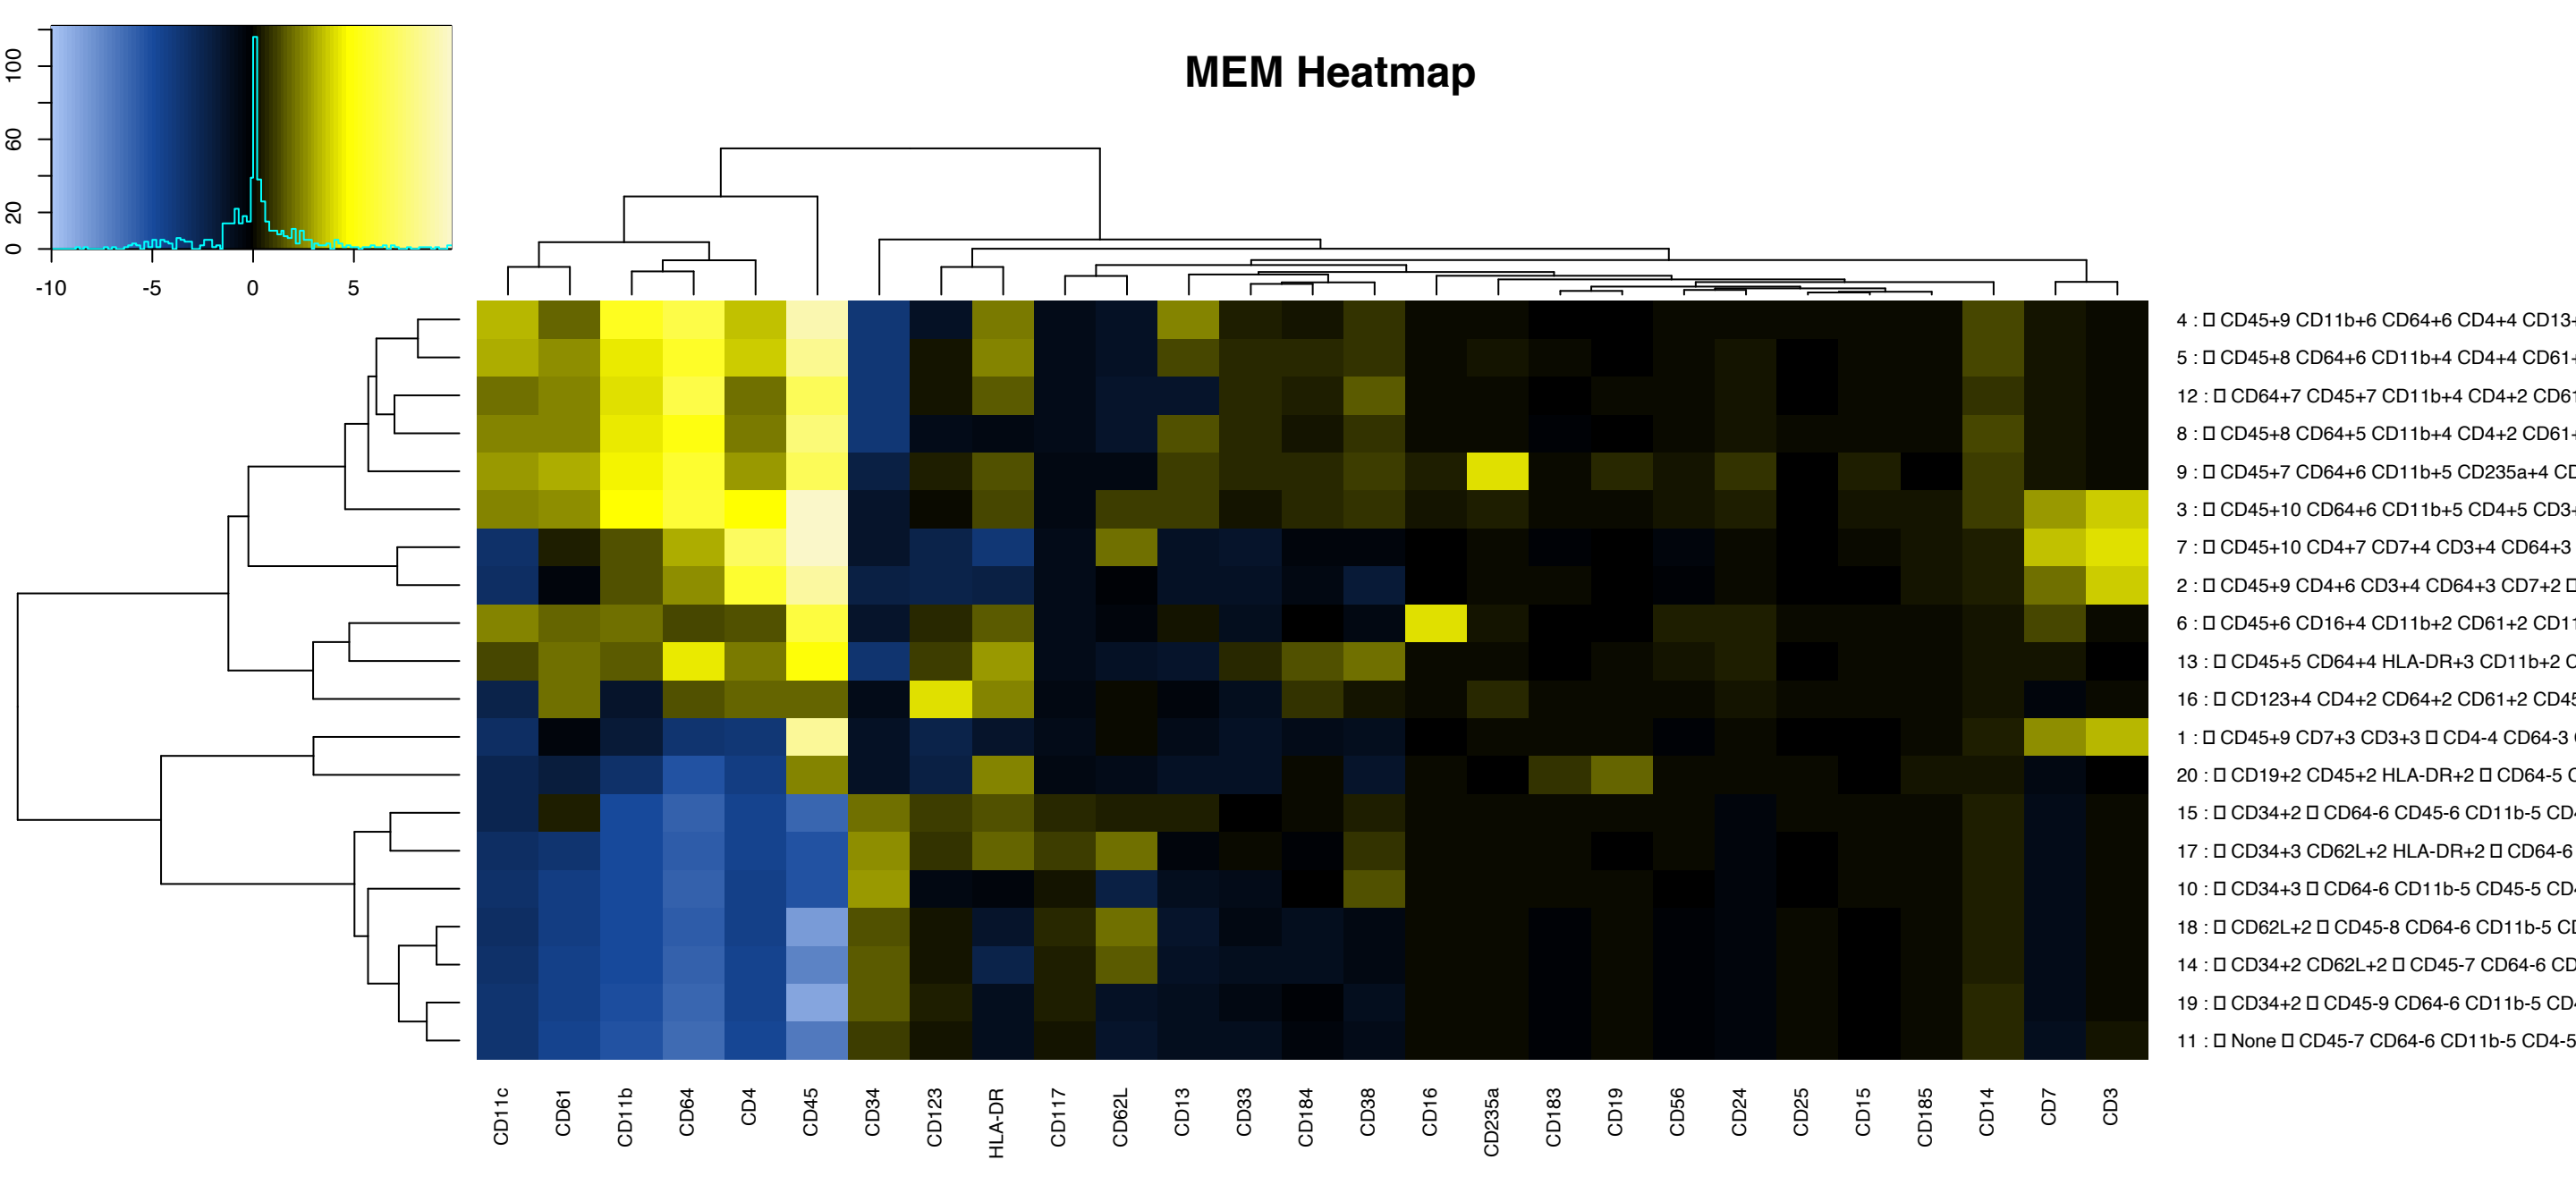 MEM Heatmap
100
60
20
0
-10 -5 0 5
4 : ▯ CD45+9 CD11b+6 CD64+6 CD4+4 CD13+
5 : ▯ CD45+8 CD64+6 CD11b+4 CD4+4 CD61+
12 : ▯ CD64+7 CD45+7 CD11b+4 CD4+2 CD61
8 : ▯ CD45+8 CD64+5 CD11b+4 CD4+2 CD61+
9 : ▯ CD45+7 CD64+6 CD11b+5 CD235a+4 CD
3 : ▯ CD45+10 CD64+6 CD11b+5 CD4+5 CD3+
7 : ▯ CD45+10 CD4+7 CD7+4 CD3+4 CD64+3
2 : ▯ CD45+9 CD4+6 CD3+4 CD64+3 CD7+2 ▯
6 : ▯ CD45+6 CD16+4 CD11b+2 CD61+2 CD11
13 : ▯ CD45+5 CD64+4 HLA-DR+3 CD11b+2 C
16 : ▯ CD123+4 CD4+2 CD64+2 CD61+2 CD45
1 : ▯ CD45+9 CD7+3 CD3+3 ▯ CD4-4 CD64-3
20 : ▯ CD19+2 CD45+2 HLA-DR+2 ▯ CD64-5 C
15 : ▯ CD34+2 ▯ CD64-6 CD45-6 CD11b-5 CD4
17 : ▯ CD34+3 CD62L+2 HLA-DR+2 ▯ CD64-6
10 : ▯ CD34+3 ▯ CD64-6 CD11b-5 CD45-5 CD4
18 : ▯ CD62L+2 ▯ CD45-8 CD64-6 CD11b-5 CD
14 : ▯ CD34+2 CD62L+2 ▯ CD45-7 CD64-6 CD
19 : ▯ CD34+2 ▯ CD45-9 CD64-6 CD11b-5 CD4
11 : ▯ None ▯ CD45-7 CD64-6 CD11b-5 CD4-5
CD11c
CD61
CD11b
CD64
CD4
CD45
CD34
CD123
HLA-DR
CD117
CD62L
CD13
CD33
CD184
CD38
CD16
CD235a
CD183
CD19
CD56
CD24
CD25
CD15
CD185
CD14
CD7
CD3